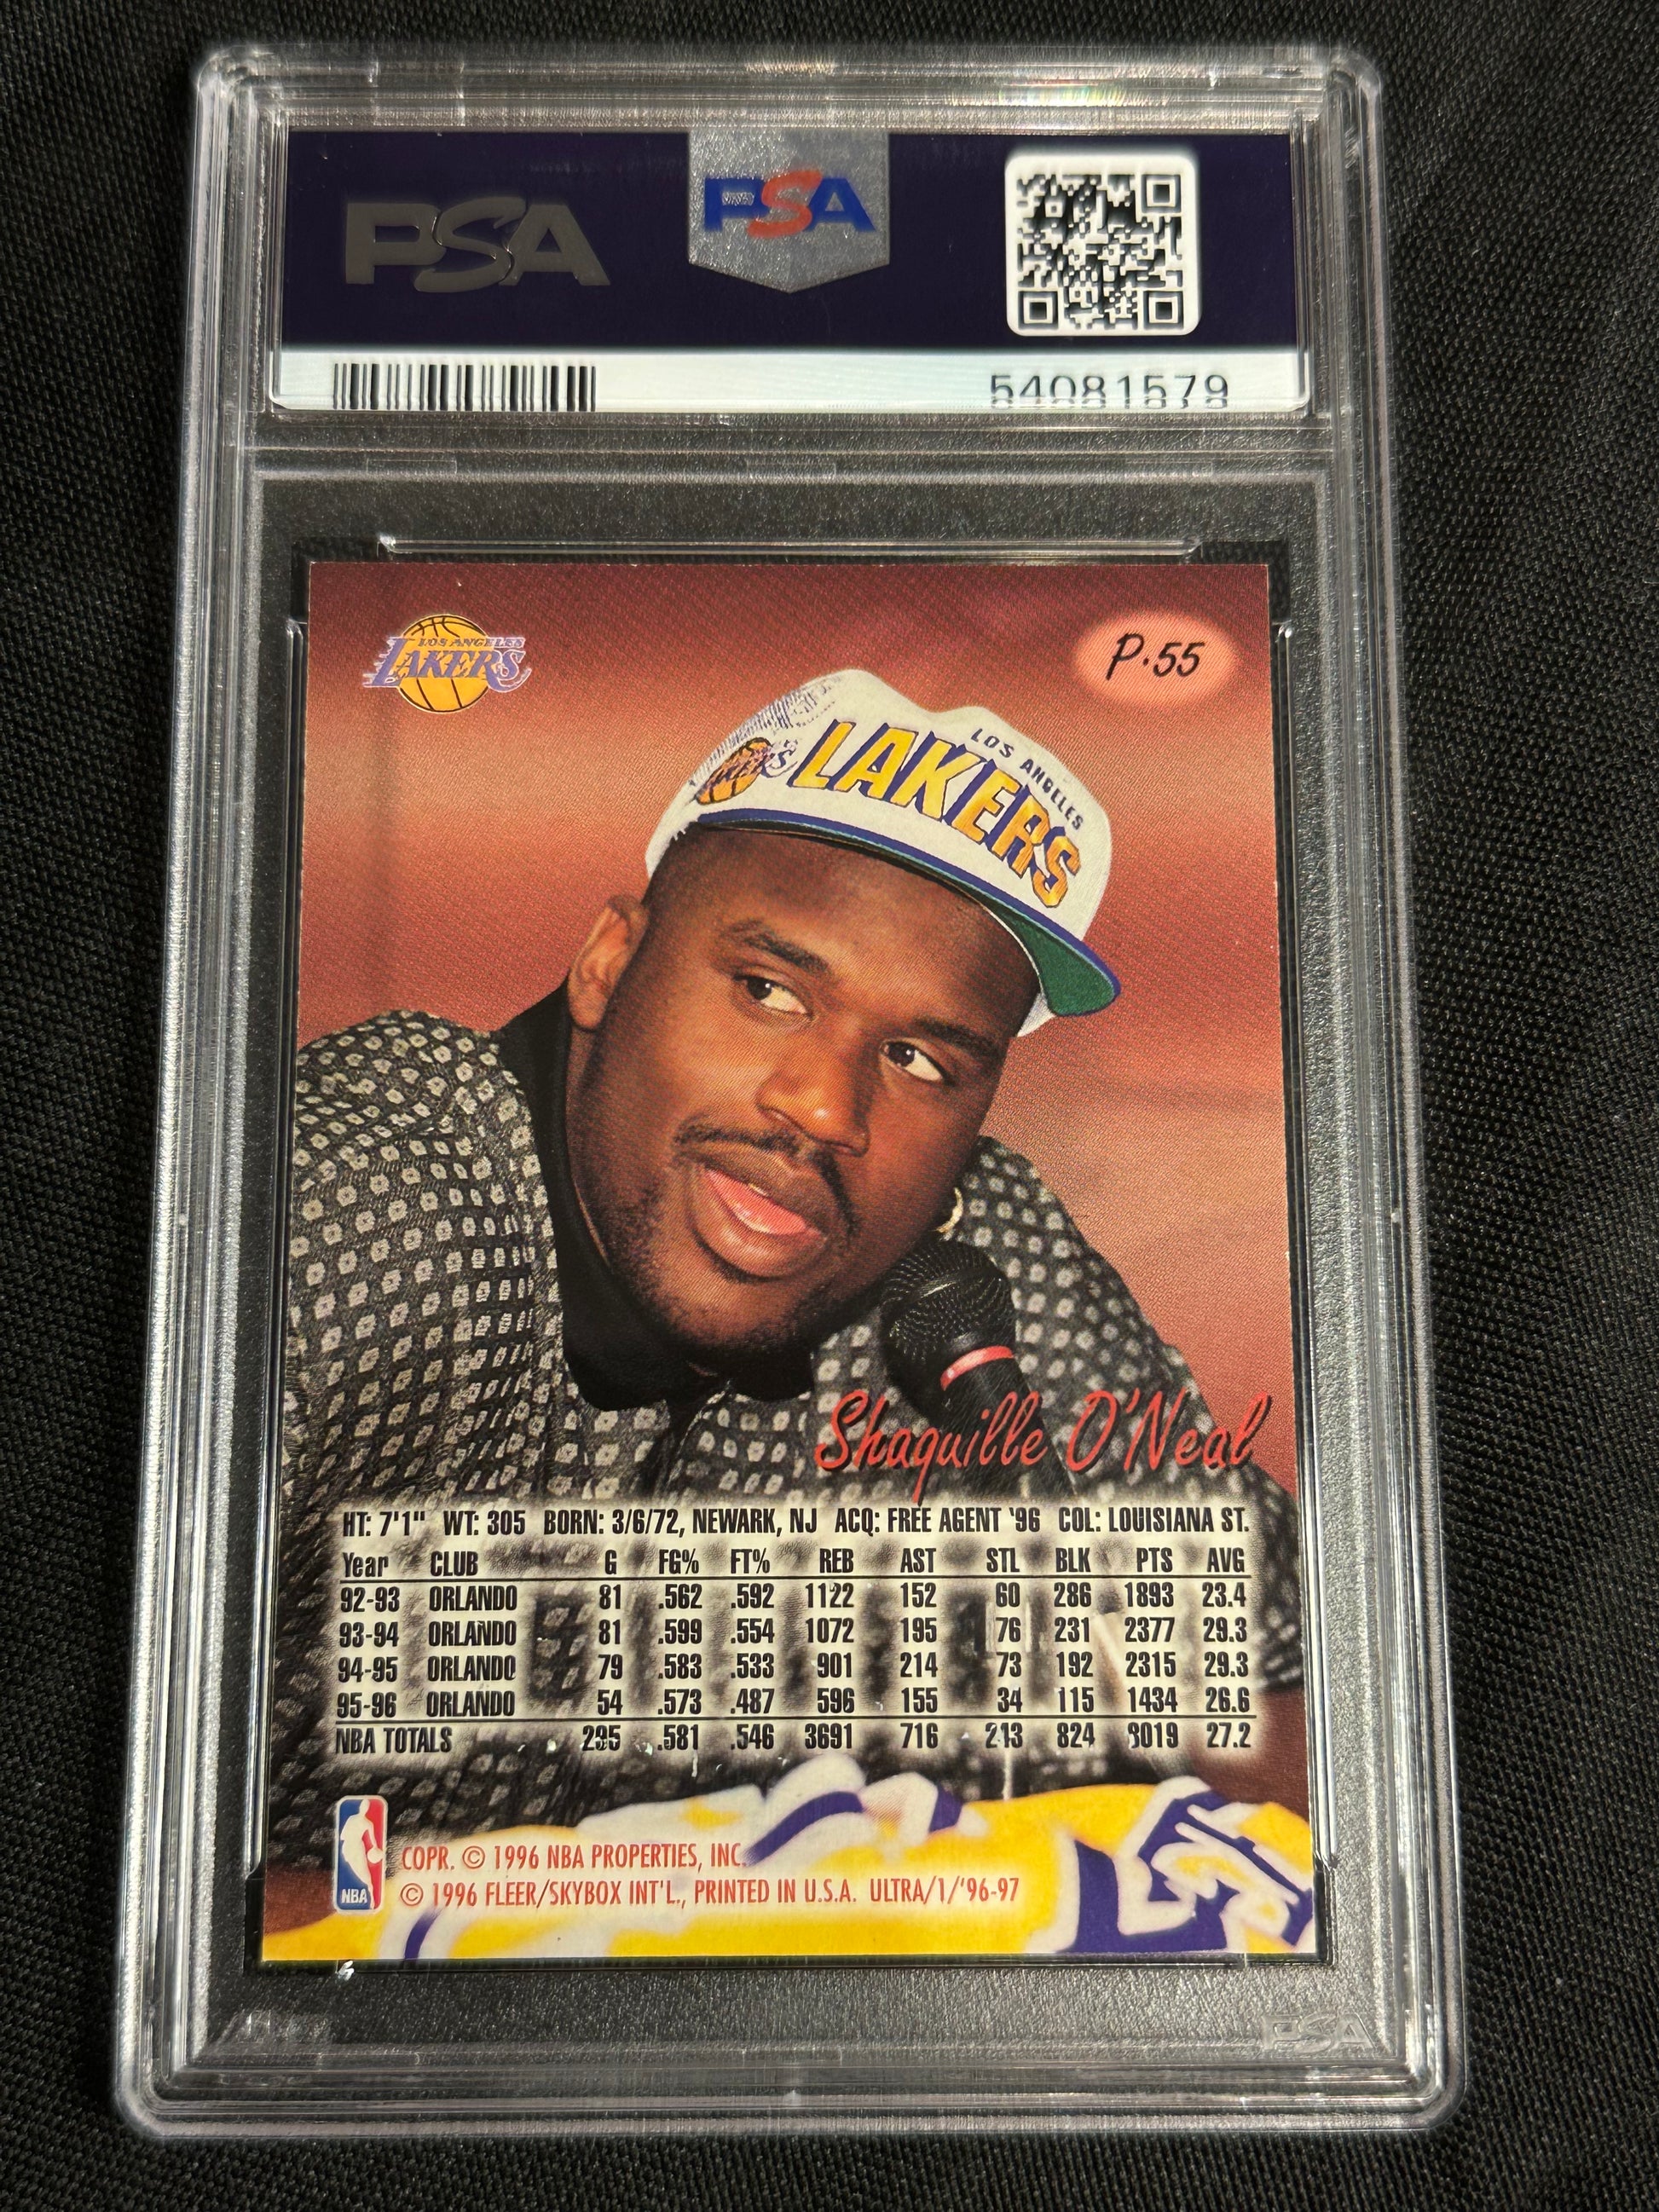 PSA
PSA
54081579
LOS ANGELES
LAKERS
P.55
LOS ANGELES
LAKERS
LAKERS
Shaquille O'Neal
HT: 7'1" WT: 305 BORN: 3/6/72, NEWARK, NJ ACQ: FREE AGENT '96 COL: LOUISIANA ST.
Year CLUB G FG% FT% REB AST STL BLK PTS AVG
92-93 ORLANDO 81 .562 .592 1122 152 60 286 1893 23.4
93-94 ORLANDO 81 .599 .554 1072 195 76 231 2377 29.3
94-95 ORLANDO 79 .583 .533 901 214 73 192 2315 29.3
95-96 ORLANDO 54 .573 .487 596 155 34 115 1434 26.6
NBA TOTALS 295 .581 .546 3691 716 243 824 8019 27.2
NBA
COPR. © 1996 NBA PROPERTIES, INC.
© 1996 FLEER/SKYBOX INT'L., PRINTED IN U.S.A. ULTRA/1/'96-97
PSA